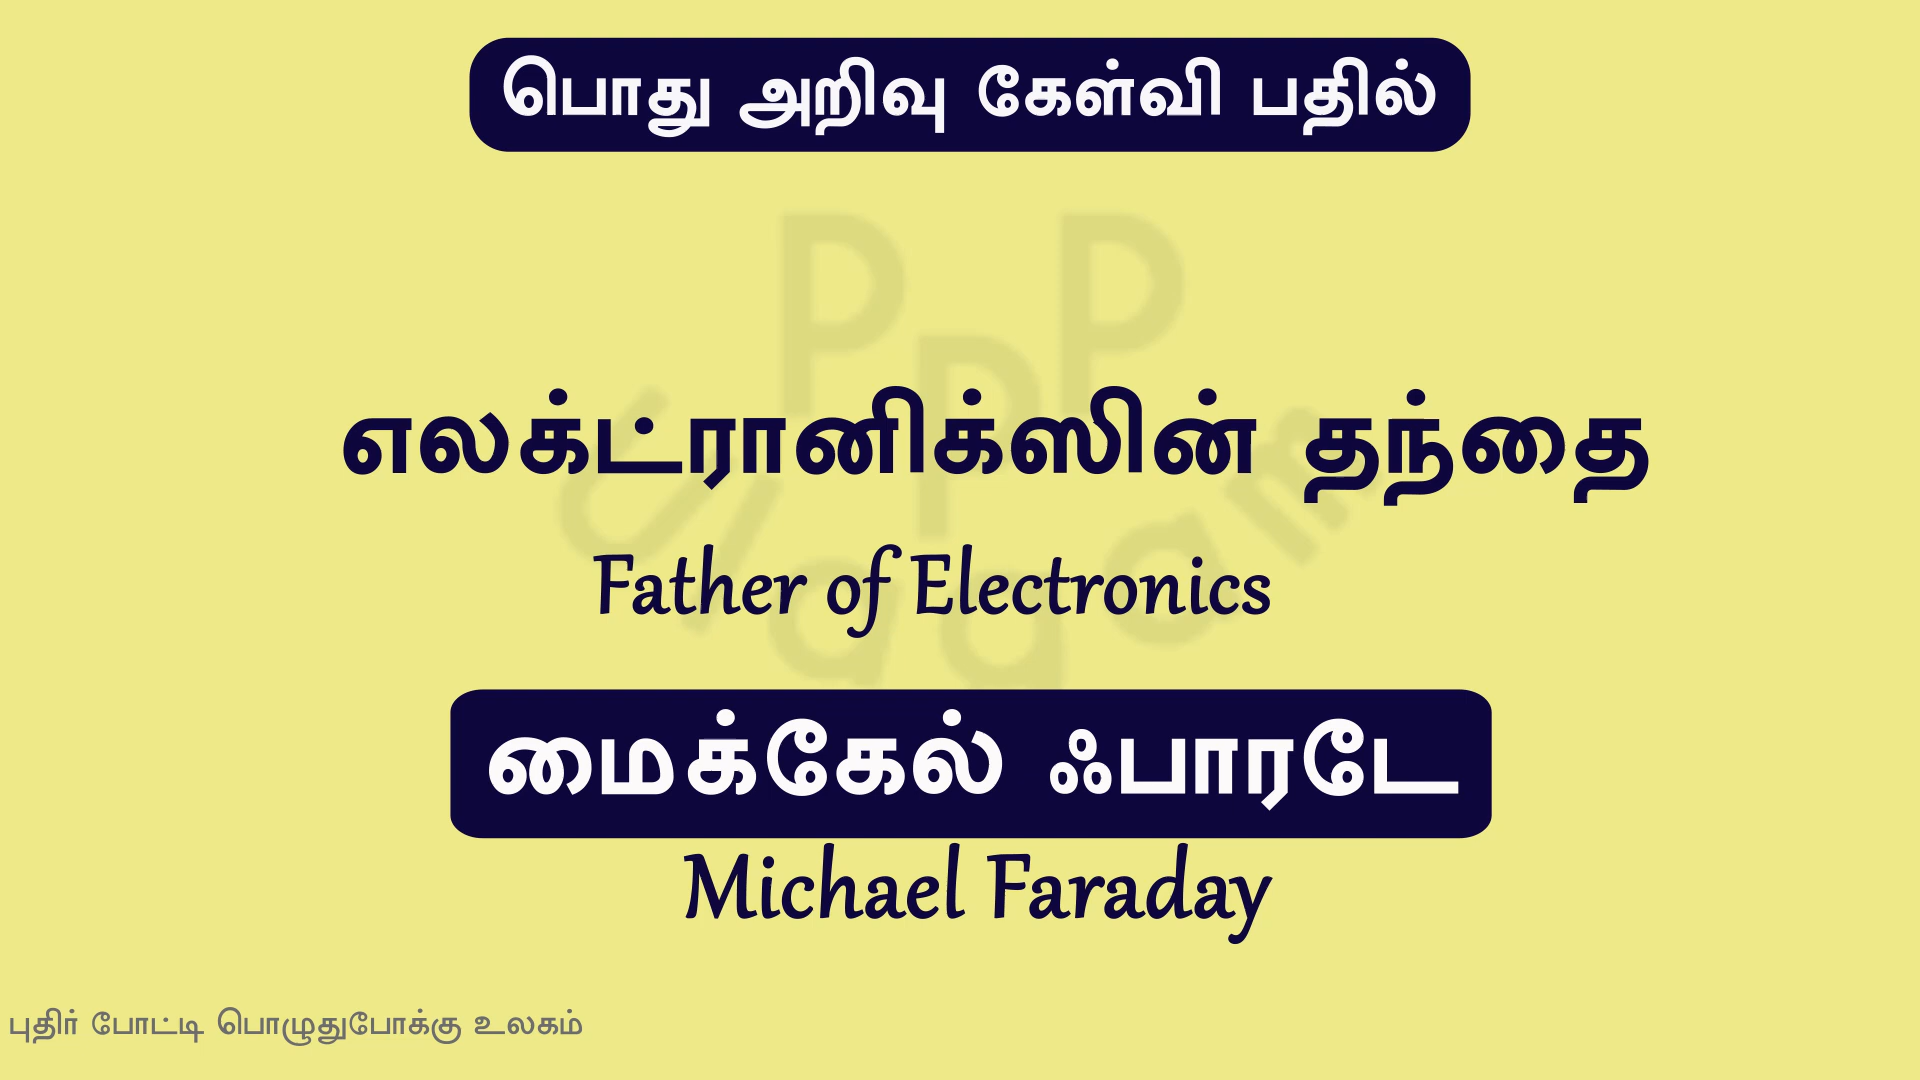 பொது அறிவு கேள்வி பதில்
எலக்ட்ரானிக்ஸின் தந்தை
Father of Electronics
மைக்கேல் ஃபாரடே
Michael Faraday
புதிர் போட்டி பொழுதுபோக்கு உலகம்